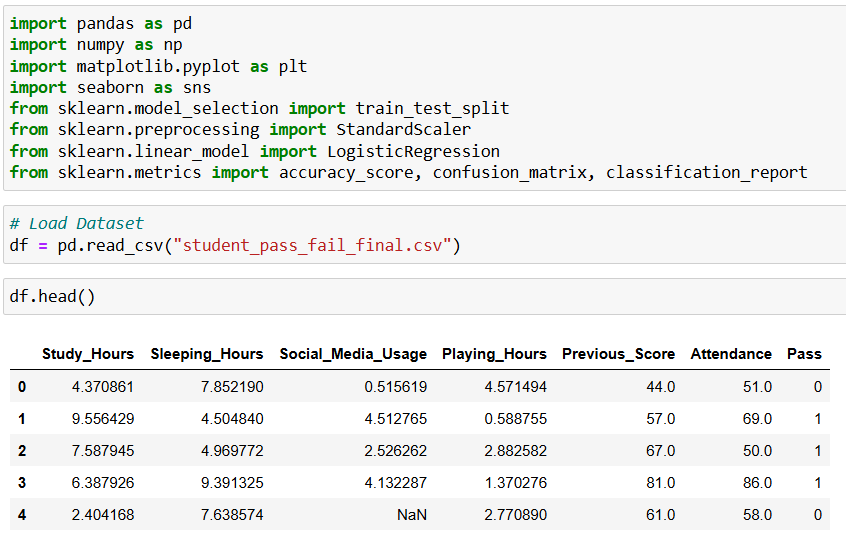 import pandas as pd
import numpy as np
import matplotlib.pyplot as plt
import seaborn as sns
from sklearn.model_selection import train_test_split
from sklearn.preprocessing import StandardScaler
from sklearn.linear_model import LogisticRegression
from sklearn.metrics import accuracy_score, confusion_matrix, classification_report
# Load Dataset
df = pd.read_csv("student_pass_fail_final.csv")
df.head()
Study_Hours Sleeping_Hours Social_Media_Usage Playing_Hours Previous_Score Attendance Pass
0 4.370861 7.852190 0.515619 4.571494 44.0 51.0 0
1 9.556429 4.504840 4.512765 0.588755 57.0 69.0 1
2 7.587945 4.969772 2.526262 2.882582 67.0 50.0 1
3 6.387926 9.391325 4.132287 1.370276 81.0 86.0 1
4 2.404168 7.638574 NaN 2.770890 61.0 58.0 0